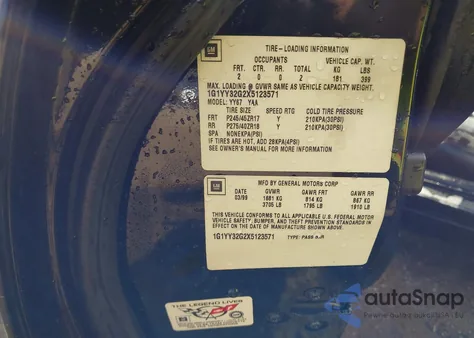 GM
TIRE-LOADING INFORMATION
OCCUPANTS VEHICLE CAP. WT.
FRT. CTR. RR. TOTAL KG LBS
2 0 0 2 181 399
MAX. LOADING @ GVWR SAME AS VEHICLE CAPACITY WEIGHT.
1G1YY32G2X5123571
MODEL: YY67 YAA
TIRE SIZE SPEED RTG COLD TIRE PRESSURE
FRT P245/45ZR17 Y 210KPA(30PSI)
RR P275/40ZR18 Y 210KPA(30PSI)
SPA NONEKPA(PSI)
IF TIRES ARE HOT, ADD 28KPA(4PSI)
SEE OWNER'S MANUAL FOR MORE INFORMATION
GM
MFD BY GENERAL MOTORS CORP
DATE GVWR GAWR FRT GAWR RR
03/99 1681 KG 814 KG 867 KG
3705 LB 1795 LB 1910 LB
THIS VEHICLE CONFORMS TO ALL APPLICABLE U.S. FEDERAL MOTOR
VEHICLE SAFETY, BUMPER, AND THEFT PREVENTION STANDARDS IN
EFFECT ON THE DATE OF MANUFACTURE SHOWN ABOVE.
1G1YY32G2X5123571 TYPE: PASS
THE LEGEND LIVES
autoSnap